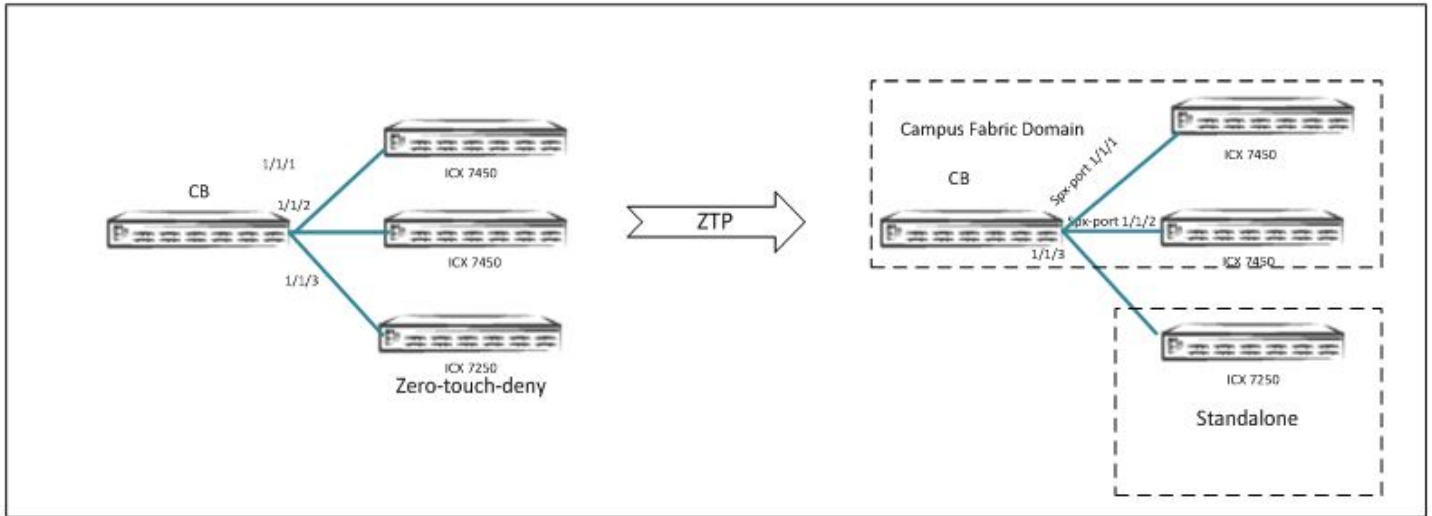 1/1/1
ICX 7450
CB
1/1/2
ICX 7450
1/1/3
ICX 7250
Zero-touch-deny
ZTP
Campus Fabric Domain
Spx-port 1/1/1
ICX 7450
CB
Spx-port 1/1/2
1/1/3
ICX 7450
ICX 7250
Standalone